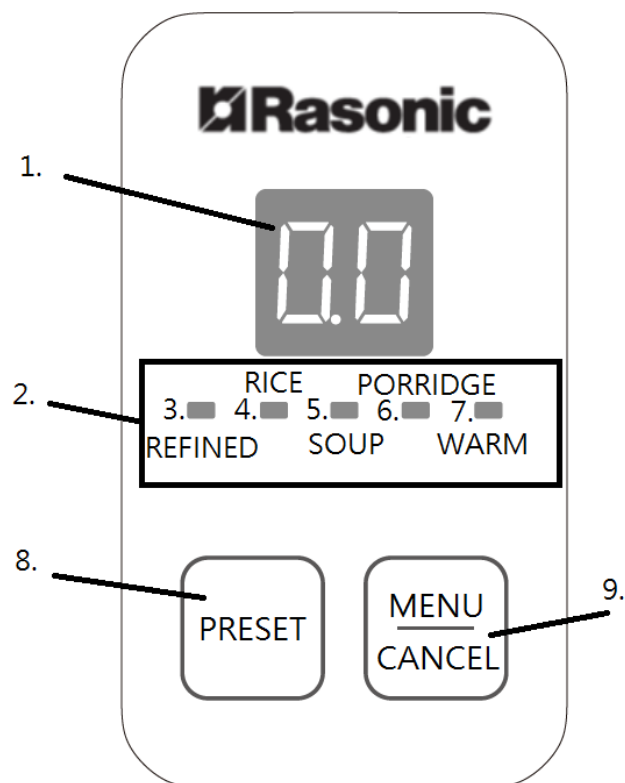 Rasonic
1.
0.0
2.
RICE PORRIDGE
3. 4. 5. 6. 7.
REFINED SOUP WARM
8.
PRESET
MENU
CANCEL
9.